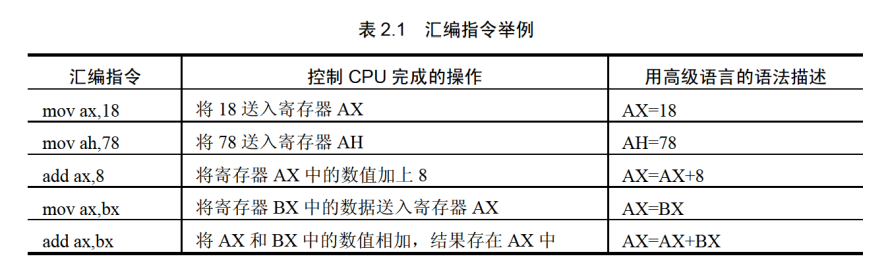 表 2.1 汇编指令举例
汇编指令 控制 CPU 完成的操作 用高级语言的语法描述
mov ax,18 将 18 送入寄存器 AX AX=18
mov ah,78 将 78 送入寄存器 AH AH=78
add ax,8 将寄存器 AX 中的数值加上 8 AX=AX+8
mov ax,bx 将寄存器 BX 中的数据送入寄存器 AX AX=BX
add ax,bx 将 AX 和 BX 中的数值相加，结果存在 AX 中 AX=AX+BX